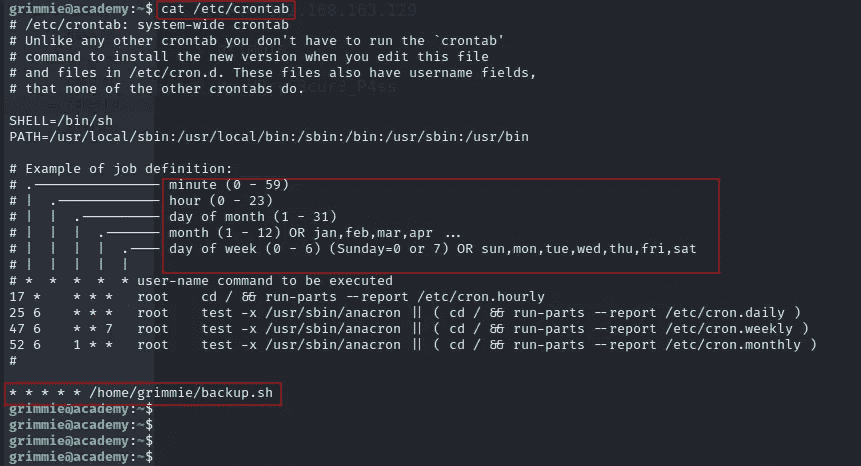 grimmie@academy:~$ cat /etc/crontab
# /etc/crontab: system-wide crontab
# Unlike any other crontab you don't have to run the `crontab'
# command to install the new version when you edit this file
# and files in /etc/cron.d. These files also have username fields,
# that none of the other crontabs do.

SHELL=/bin/sh
PATH=/usr/local/sbin:/usr/local/bin:/sbin:/bin:/usr/sbin:/usr/bin

# Example of job definition:
# .---------------- minute (0 - 59)
# |  .------------- hour (0 - 23)
# |  |  .---------- day of month (1 - 31)
# |  |  |  .------- month (1 - 12) OR jan,feb,mar,apr ...
# |  |  |  |  .---- day of week (0 - 6) (Sunday=0 or 7) OR sun,mon,tue,wed,thu,fri,sat
# |  |  |  |  |
# *  *  *  *  * user-name command to be executed
17 *    * * *   root    cd / && run-parts --report /etc/cron.hourly
25 6    * * *   root    test -x /usr/sbin/anacron || ( cd / && run-parts --report /etc/cron.daily )
47 6    * * 7   root    test -x /usr/sbin/anacron || ( cd / && run-parts --report /etc/cron.weekly )
52 6    1 * *   root    test -x /usr/sbin/anacron || ( cd / && run-parts --report /etc/cron.monthly )
#

* * * * * /home/grimmie/backup.sh
grimmie@academy:~$
grimmie@academy:~$
grimmie@academy:~$
grimmie@academy:~$